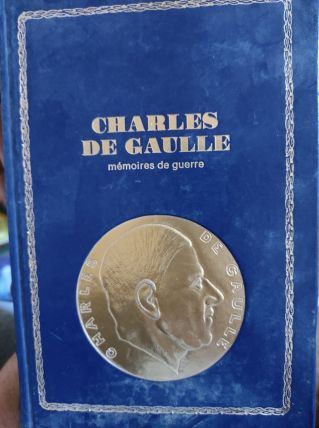 CHARLES
DE GAULLE
mémoires de guerre
CHARLES DE GAULLE